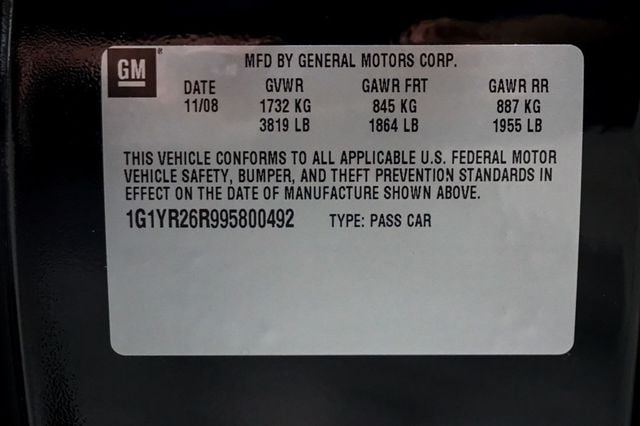 GM® MFD BY GENERAL MOTORS CORP.
DATE GVWR GAWR FRT GAWR RR
11/08 1732 KG 845 KG 887 KG
3819 LB 1864 LB 1955 LB
THIS VEHICLE CONFORMS TO ALL APPLICABLE U.S. FEDERAL MOTOR
VEHICLE SAFETY, BUMPER, AND THEFT PREVENTION STANDARDS IN
EFFECT ON THE DATE OF MANUFACTURE SHOWN ABOVE.
1G1YR26R995800492 TYPE: PASS CAR